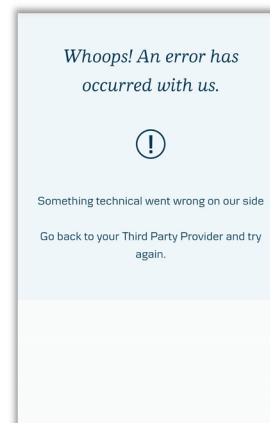 Whoops! An error has
occurred with us.
Something technical went wrong on our side
Go back to your Third Party Provider and try
again.